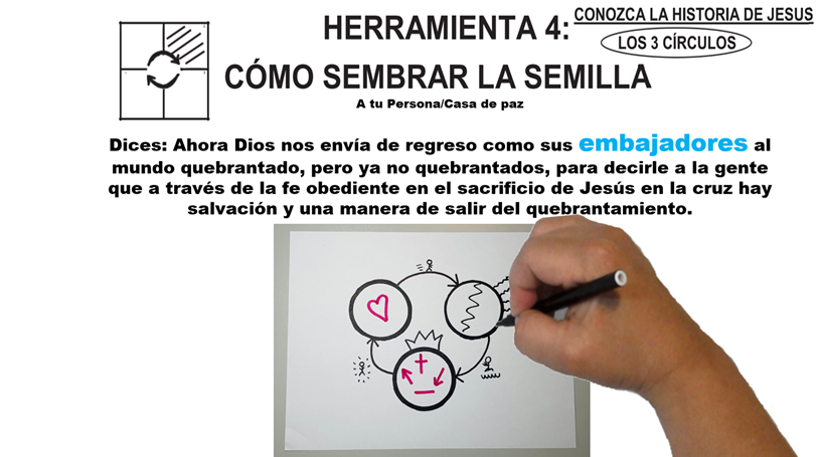 HERRAMIENTA 4:
CONOZCA LA HISTORIA DE JESUS
LOS 3 CÍRCULOS
CÓMO SEMBRAR LA SEMILLA
A tu Persona/Casa de paz
Dices: Ahora Dios nos envía de regreso como sus embajadores al
mundo quebrantado, pero ya no quebrantados, para decirle a la gente
que a través de la fe obediente en el sacrificio de Jesús en la cruz hay
salvación y una manera de salir del quebrantamiento.